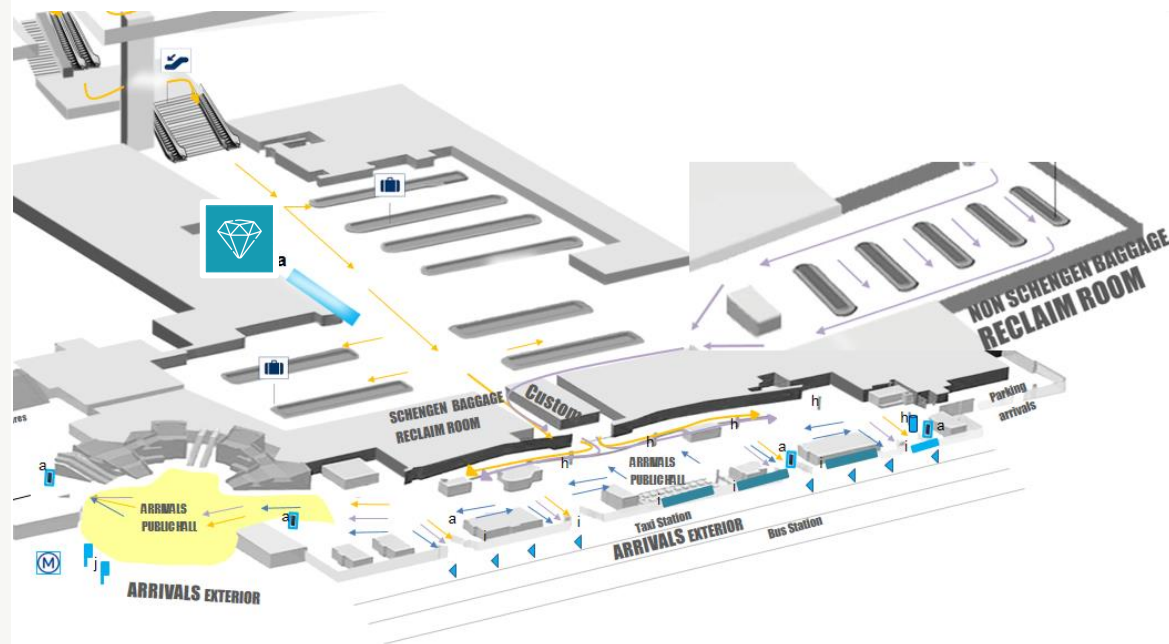 a
NON SCHENGEN BAGGAGE
RECLAIM ROOM
SCHENGEN BAGGAGE
RECLAIM ROOM
Custom
Parking
arrivals
h
h
h
h
h
a
a
a
a
a
ARRIVALS
PUBLIC HALL
ARRIVALS
PUBLIC HALL
i
i
i
i
i
i
Taxi Station
Bus Station
ARRIVALS EXTERIOR
M
j
ARRIVALS EXTERIOR